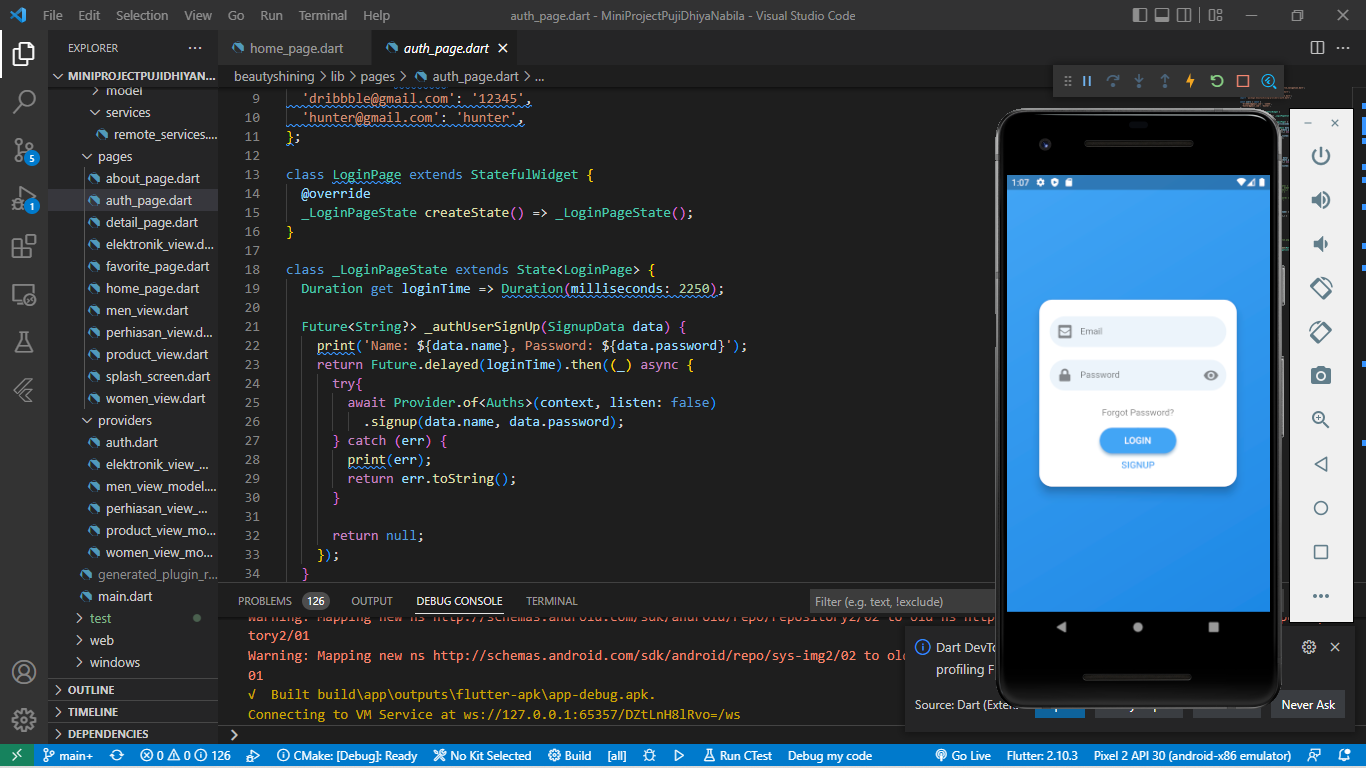 File Edit Selection View Go Run Terminal Help
auth_page.dart - MiniProjectPujiDhiyaNabila - Visual Studio Code
EXPLORER
MINIPROJECTPUJIDHIYAN...
model
services
remote_services....
pages
about_page.dart
auth_page.dart
detail_page.dart
elektronik_view.d...
favorite_page.dart
home_page.dart
men_view.dart
perhiasan_view.d...
product_view.dart
splash_screen.dart
women_view.dart
providers
auth.dart
elektronik_view_...
men_view_model....
perhiasan_view_...
product_view_mo...
women_view_mo...
generated_plugin_r...
main.dart
test
web
windows
OUTLINE
TIMELINE
DEPENDENCIES
5
1
home_page.dart
auth_page.dart
beautyshining > lib > pages > auth_page.dart > ...
9 'dribbble@gmail.com': '12345',
10 'hunter@gmail.com': 'hunter',
11 };
12
13 class LoginPage extends StatefulWidget {
14 @override
15 _LoginPageState createState() => _LoginPageState();
16 }
17
18 class _LoginPageState extends State<LoginPage> {
19 Duration get loginTime => Duration(milliseconds: 2250);
20
21 Future<String?> _authUserSignUp(SignupData data) {
22 print('Name: ${data.name}, Password: ${data.password}');
23 return Future.delayed(loginTime).then((_) async {
24 try{
25 await Provider.of<Auths>(context, listen: false)
26 .signup(data.name, data.password);
27 } catch (err) {
28 print(err);
29 return err.toString();
30 }
31
32 return null;
33 });
34 }
PROBLEMS 126 OUTPUT DEBUG CONSOLE TERMINAL
Filter (e.g. text, !exclude)
Warning: Mapping new ns http://schemas.android.com/sdk/android/repo/repository2/02 to old ns http
tory2/01
Warning: Mapping new ns http://schemas.android.com/sdk/android/repo/sys-img2/02 to old
01
√ Built build\app\outputs\flutter-apk\app-debug.apk.
Connecting to VM Service at ws://127.0.0.1:65357/DZtLnH8lRvo=/ws
1:07
Email
Password
Forgot Password?
LOGIN
SIGNUP
Dart DevTo
profiling F
Source: Dart (Exten
Never Ask
main+ 0 0 126 CMake: [Debug]: Ready No Kit Selected Build [all] Run CTest Debug my code Go Live Flutter: 2.10.3 Pixel 2 API 30 (android-x86 emulator)